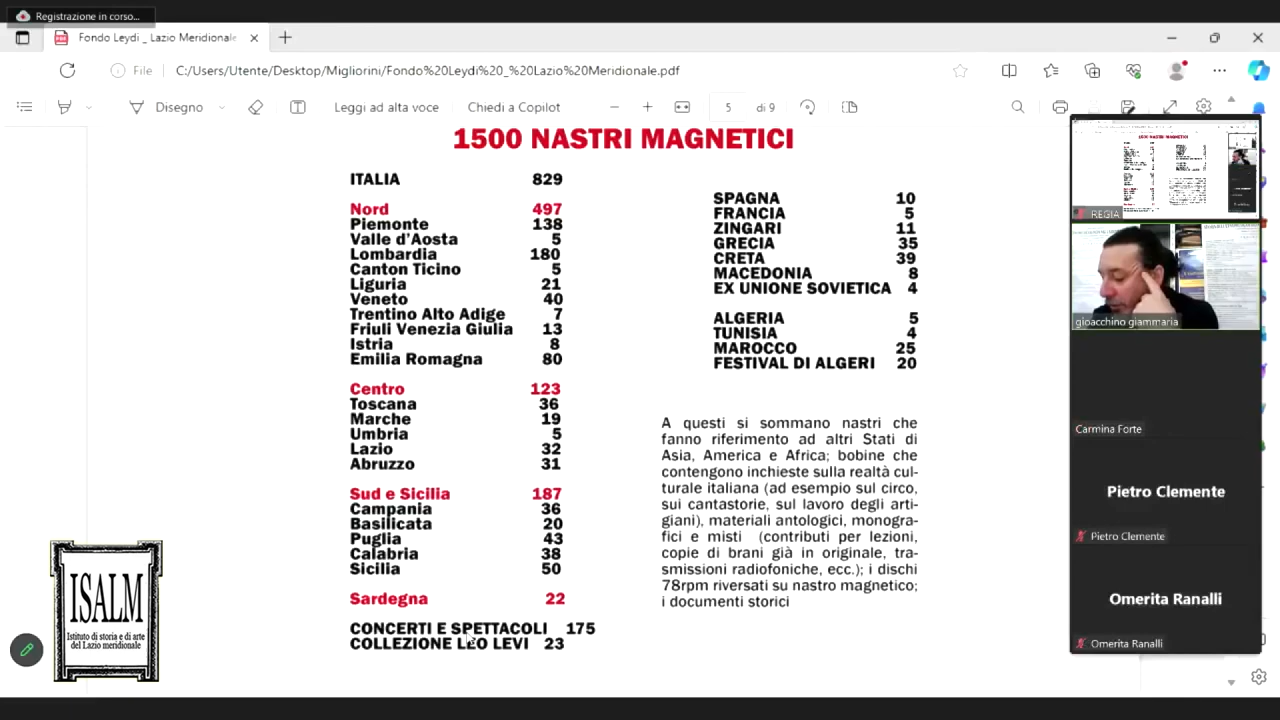 Registrazione in corso...
Fondo Leydi _ Lazio Meridionale
File
C:/Users/Utente/Desktop/Migliorini/Fondo%20Leydi%20_%20Lazio%20Meridionale.pdf
Disegno
Leggi ad alta voce
Chiedi a Copilot
5
di 9
1500 NASTRI MAGNETICI
ITALIA 829
Nord 497
Piemonte 138
Valle d'Aosta 5
Lombardia 180
Canton Ticino 5
Liguria 21
Veneto 40
Trentino Alto Adige 7
Friuli Venezia Giulia 13
Istria 8
Emilia Romagna 80
Centro 123
Toscana 36
Marche 19
Umbria 5
Lazio 32
Abruzzo 31
Sud e Sicilia 187
Campania 36
Basilicata 20
Puglia 43
Calabria 38
Sicilia 50
Sardegna 22
CONCERTI E SPETTACOLI 175
COLLEZIONE LEO LEVI 23
SPAGNA 10
FRANCIA 5
ZINGARI 11
GRECIA 35
CRETA 39
MACEDONIA 8
EX UNIONE SOVIETICA 4
ALGERIA 5
TUNISIA 4
MAROCCO 25
FESTIVAL DI ALGERI 20
A questi si sommano nastri che
fanno riferimento ad altri Stati di
Asia, America e Africa; bobine che
contengono inchieste sulla realtà cul-
turale italiana (ad esempio sul circo,
sui cantastorie, sul lavoro degli arti-
giani), materiali antologici, monogra-
fici e misti (contributi per lezioni,
copie di brani già in originale, tra-
smissioni radiofoniche, ecc.); i dischi
78rpm riversati su nastro magnetico;
i documenti storici
ISALM
Istituto di storia e di arte
del Lazio meridionale
1500 NASTRI MAGNETICI
REGIA
gioacchino giammaria
Carmina Forte
Pietro Clemente
Pietro Clemente
Omerita Ranalli
Omerita Ranalli